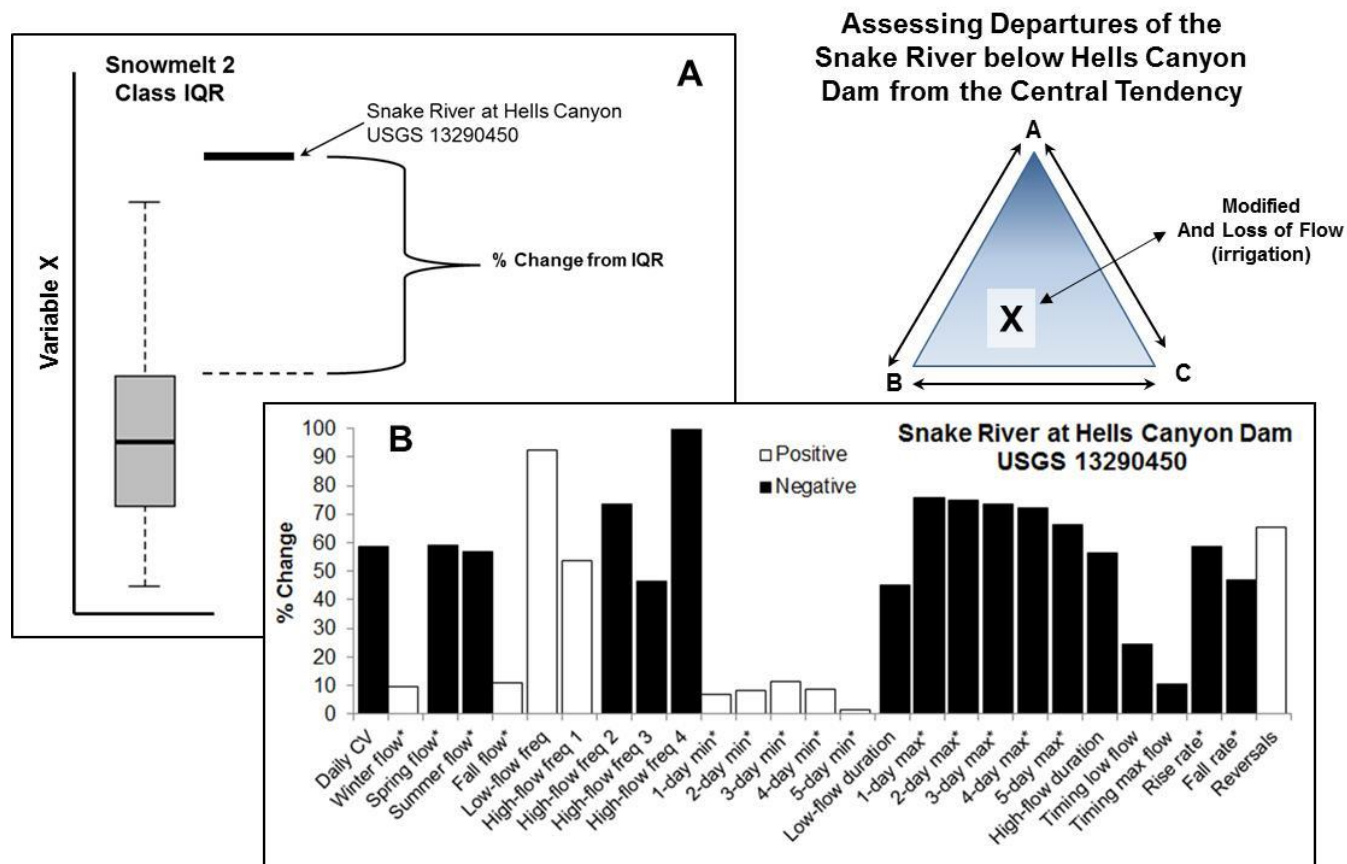 Assessing Departures of the
Snake River below Hells Canyon
Dam from the Central Tendency
Snowmelt 2
Class IQR
A
Snake River at Hells Canyon
USGS 13290450
% Change from IQR
Variable X
A
Modified
And Loss of Flow
(irrigation)
X
B
C
B
Snake River at Hells Canyon Dam
USGS 13290450
Positive
Negative
% Change
100
90
80
70
60
50
40
30
20
10
0
Daily CV
Winter flow*
Spring flow*
Summer flow*
Fall flow*
Low-flow freq
High-flow freq 1
High-flow freq 2
High-flow freq 3
High-flow freq 4
1-day min*
2-day min*
3-day min*
4-day min*
5-day min*
Low-flow duration
1-day max*
2-day max*
3-day max*
4-day max*
5-day max*
High-flow duration
Timing low flow
Timing max flow
Rise rate*
Fall rate*
Reversals